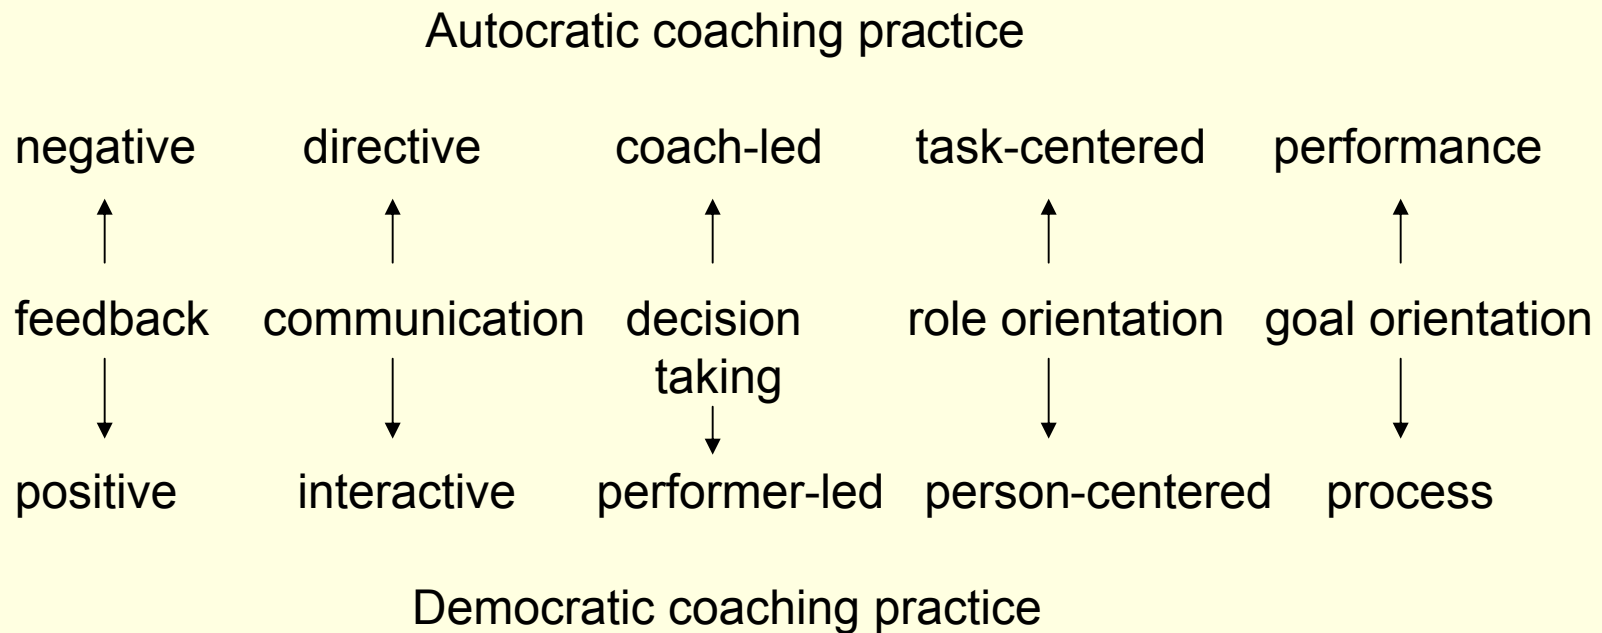 Autocratic coaching practice
negative directive coach-led task-centered performance
feedback communication decision role orientation goal orientation
taking
positive interactive performer-led person-centered process
Democratic coaching practice